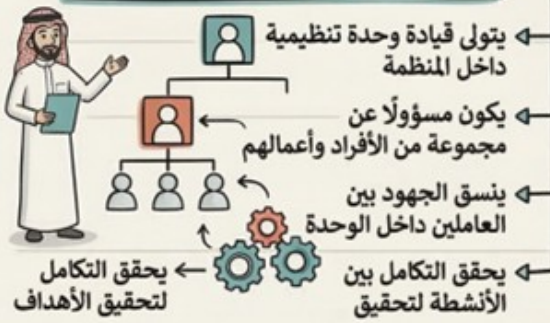 يتولى قيادة وحدة تنظيمية
داخل المنظمة
يكون مسؤولًا عن
مجموعة من الأفراد وأعمالهم
ينسق الجهود بين
العاملين داخل الوحدة
يحقق التكامل بين
الأنشطة لتحقيق
يحقق التكامل
لتحقيق الأهداف